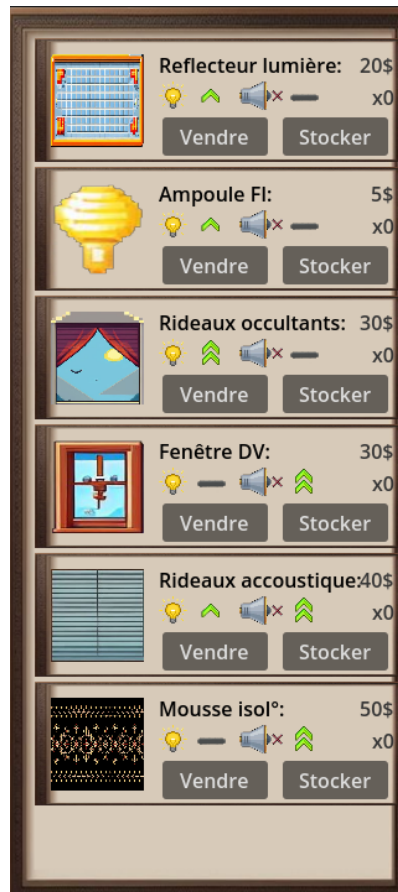 Reflecteur lumière: 20$
x0
Vendre Stocker
Ampoule FI: 5$
x0
Vendre Stocker
Rideaux occultants: 30$
x0
Vendre Stocker
Fenêtre DV: 30$
x0
Vendre Stocker
Rideaux accoustique:40$
x0
Vendre Stocker
Mousse isol°: 50$
x0
Vendre Stocker